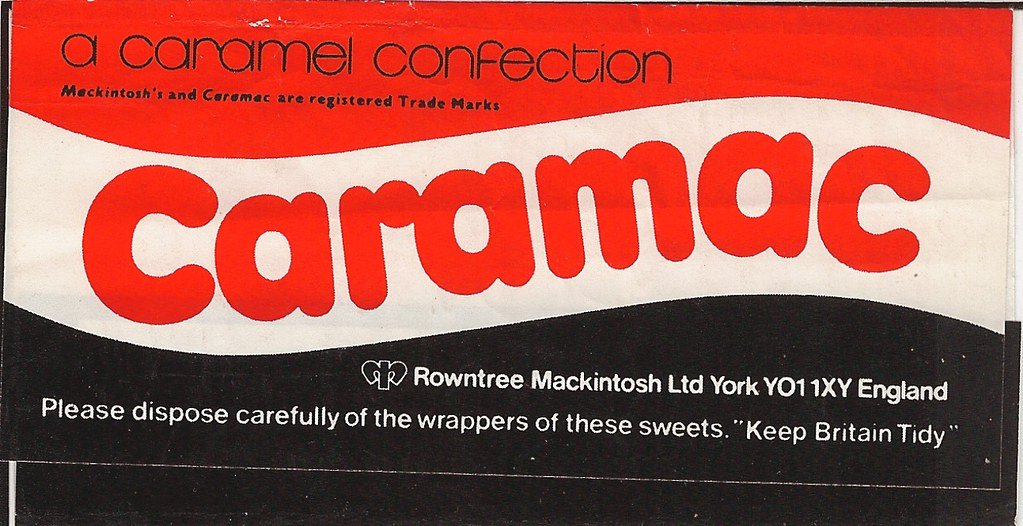 a caramel confection
Mackintosh's and Caramac are registered Trade Marks
Caramac
Rowntree Mackintosh Ltd York YO1 1XY England
Please dispose carefully of the wrappers of these sweets. "Keep Britain Tidy"